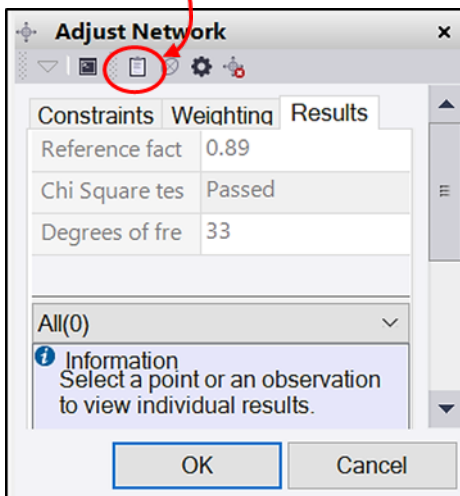 Adjust Network
Constraints Weighting Results
Reference fact 0.89
Chi Square tes Passed
Degrees of fre 33
All(0)
Information
Select a point or an observation
to view individual results.
OK Cancel